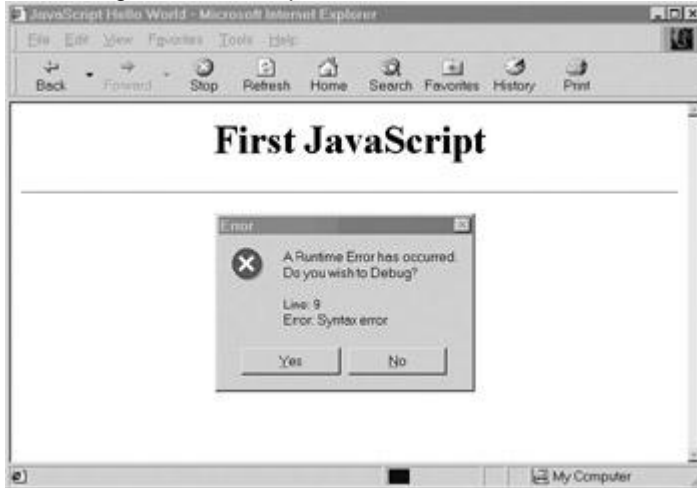 JavaScript Hello World - Microsoft Internet Explorer
File Edit View Favorites Tools Help
Back Forward Stop Refresh Home Search Favorites History Print
First JavaScript
Error
A Runtime Error has occurred.
Do you wish to Debug?
Line: 9
Error: Syntax error
Yes No
My Computer